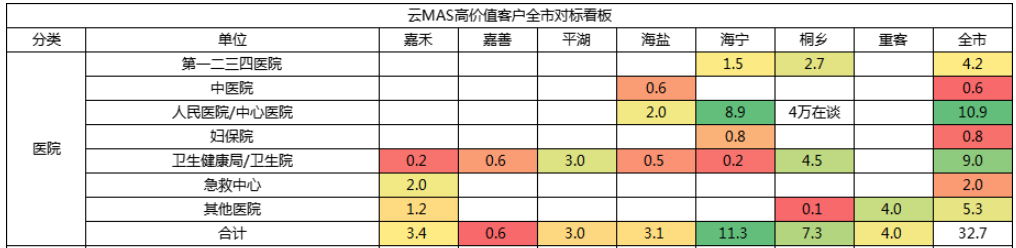 云MAS高价值客户全市对标看板
分类 单位 嘉禾 嘉善 平湖 海盐 海宁 桐乡 重客 全市
医院
第一二三四医院 1.5 2.7 4.2
中医院 0.6 0.6
人民医院/中心医院 2.0 8.9 4万在谈 10.9
妇保院 0.8 0.8
卫生健康局/卫生院 0.2 0.6 3.0 0.5 0.2 4.5 9.0
急救中心 2.0 2.0
其他医院 1.2 0.1 4.0 5.3
合计 3.4 0.6 3.0 3.1 11.3 7.3 4.0 32.7